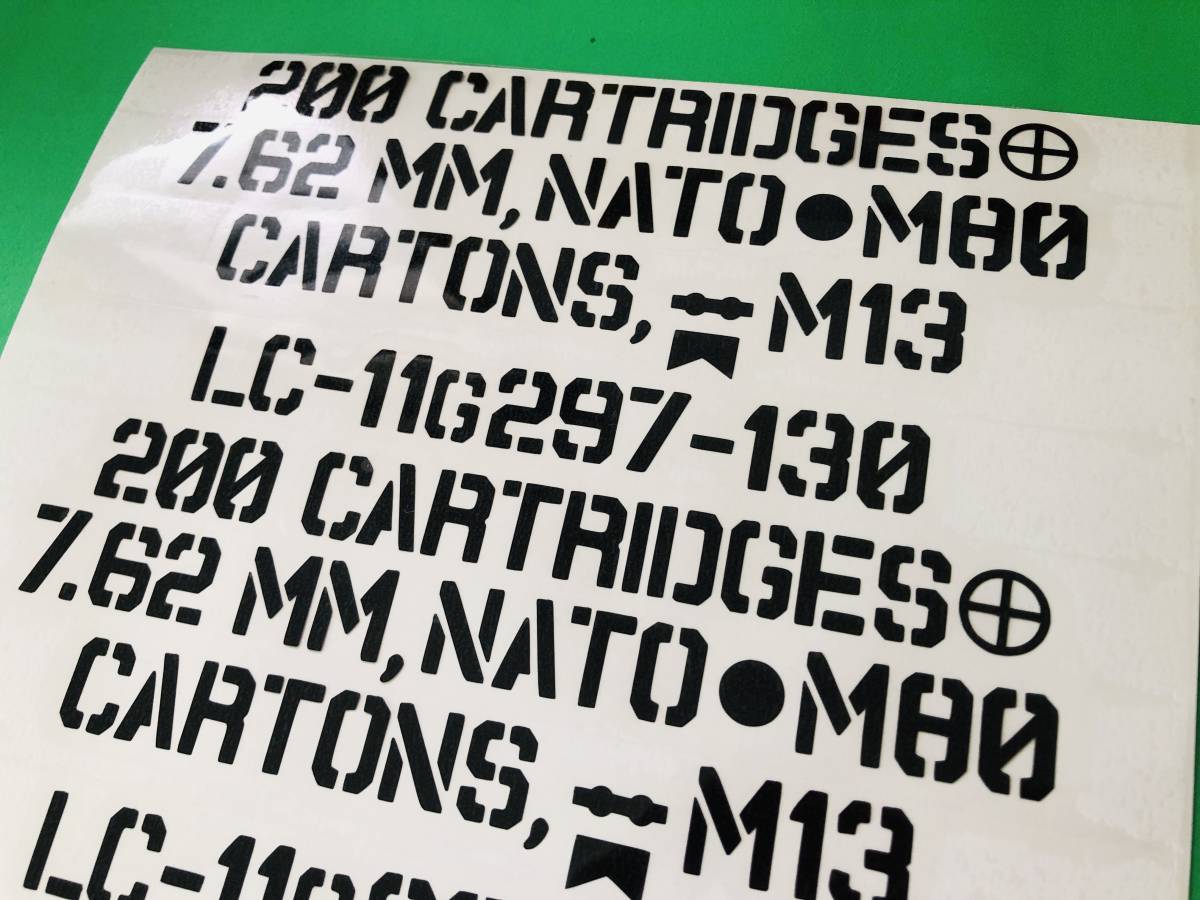 200 CARTRIDGES⊕
7.62 MM, NATO●M80
CARTONS, M13
LC-11G297-130
200 CARTRIDGES⊕
7.62 MM, NATO●M80
CARTONS, M13